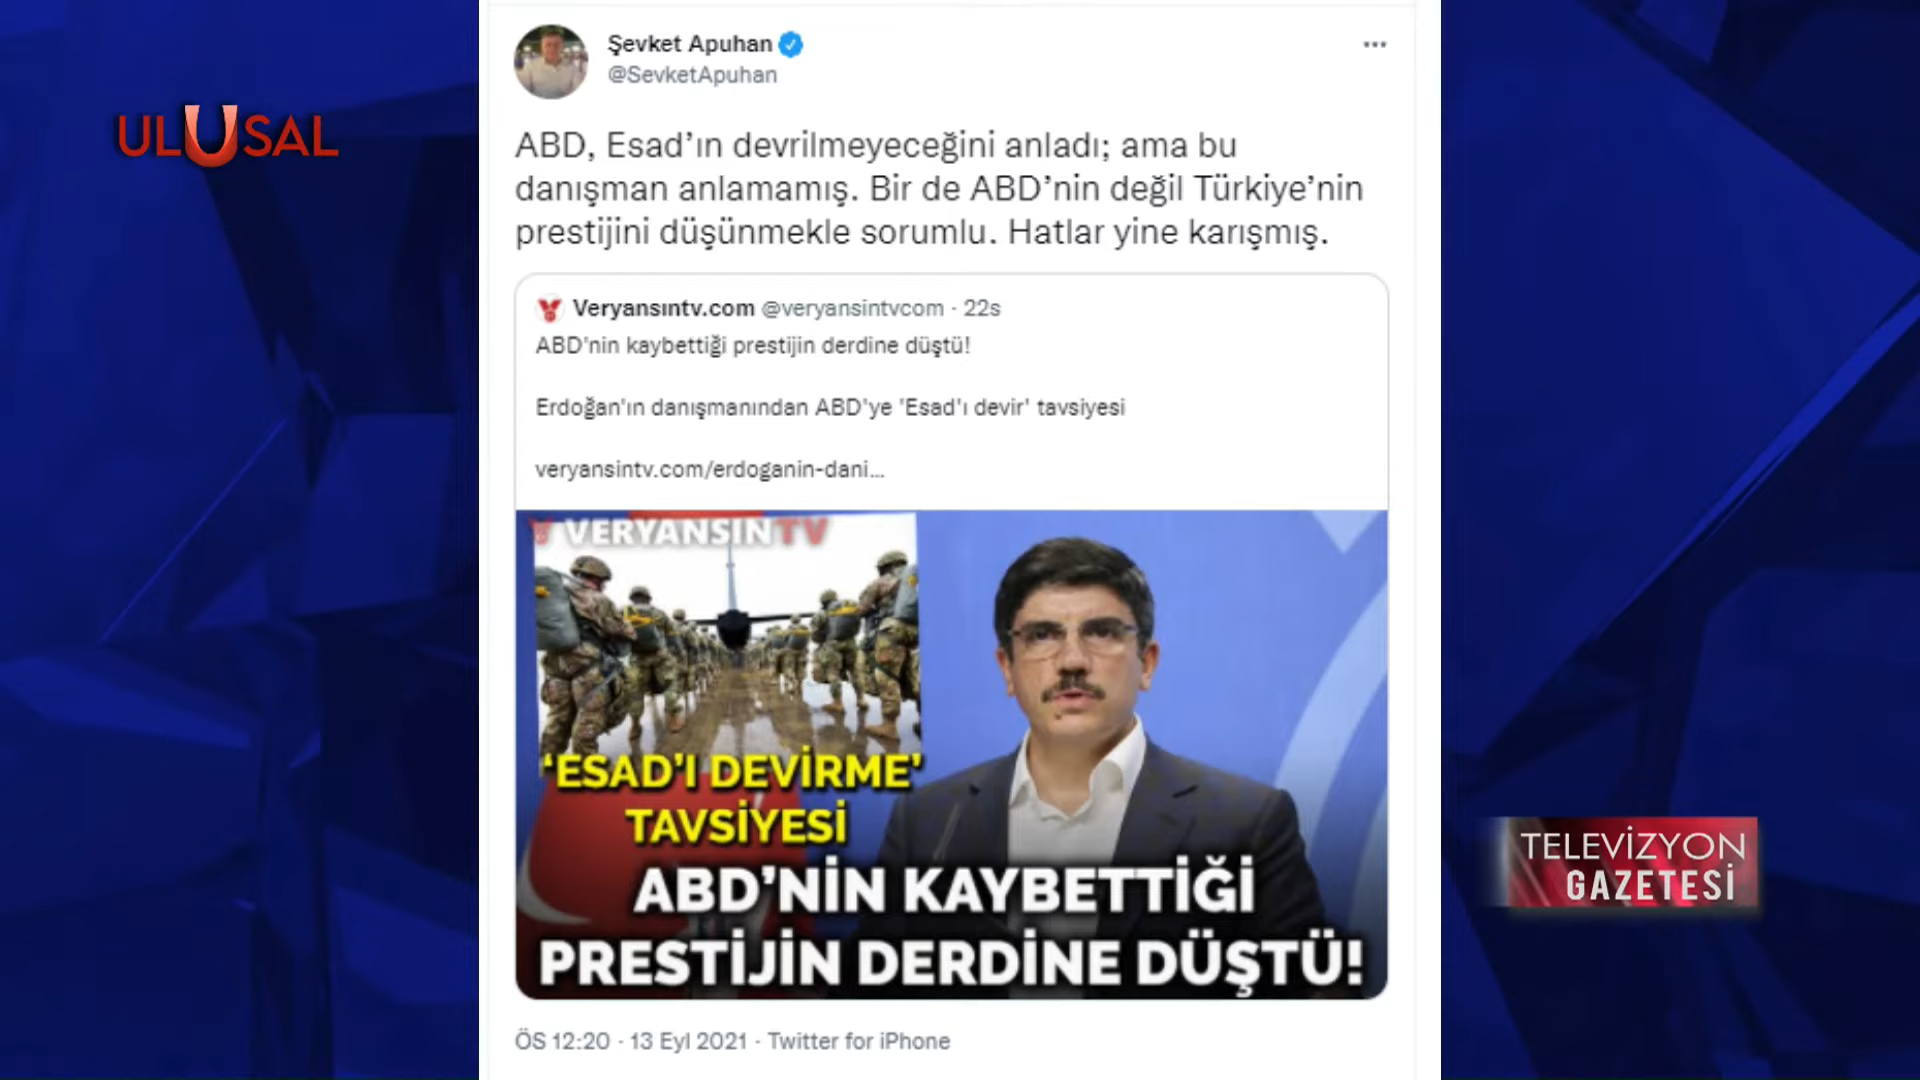 ULUSAL
Şevket Apuhan
@SevketApuhan
ABD, Esad’ın devrilmeyeceğini anladı; ama bu
danışman anlamamış. Bir de ABD’nin değil Türkiye’nin
prestijini düşünmekle sorumlu. Hatlar yine karışmış.
Veryansıntv.com @veryansintvcom · 22s
ABD'nin kaybettiği prestijin derdine düştü!
Erdoğan'ın danışmanından ABD'ye 'Esad'ı devir' tavsiyesi
veryansintv.com/erdoganin-dani...
VERYANSIN TV
‘ESAD’I DEVİRME’
TAVSİYESİ
ABD’NİN KAYBETTİĞİ
PRESTİJİN DERDİNE DÜŞTÜ!
ÖS 12:20 · 13 Eyl 2021 · Twitter for iPhone
TELEVİZYON
GAZETESİ